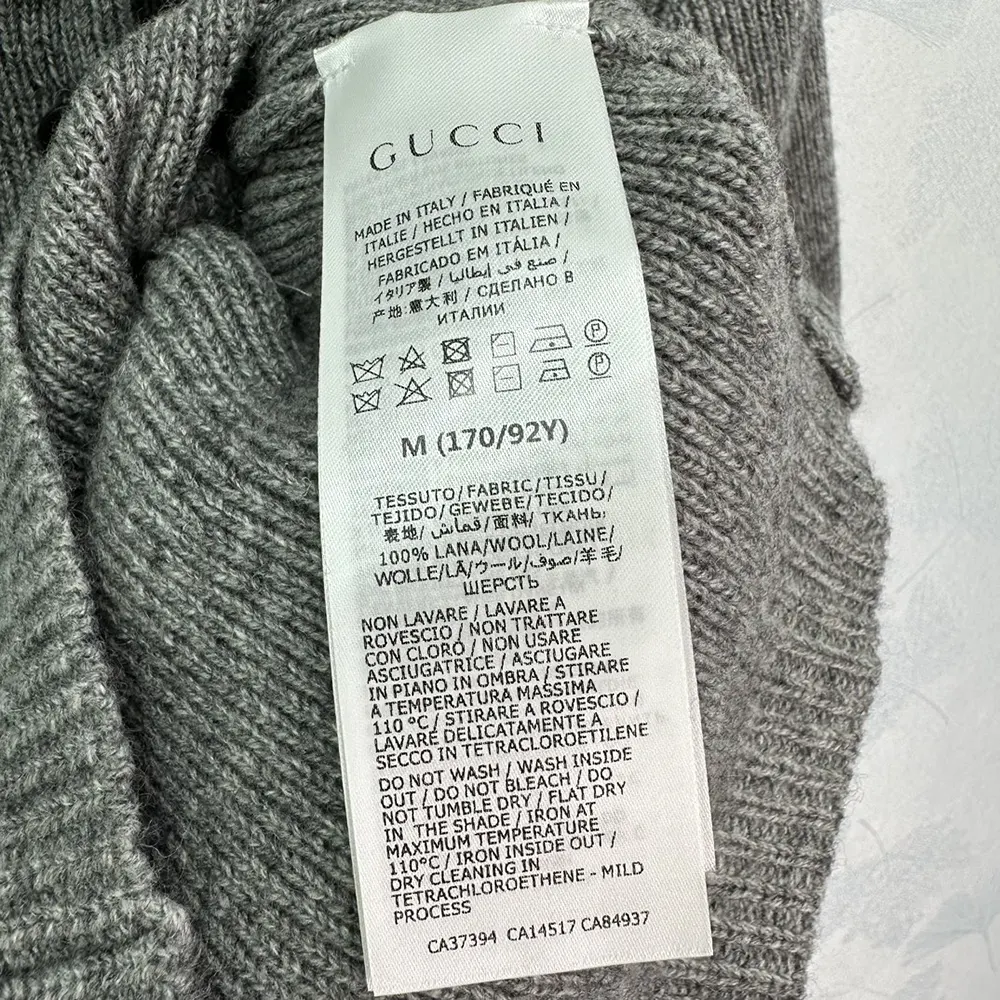 GUCCI
MADE IN ITALY / FABRIQUÉ EN
ITALIE / HECHO EN ITALIA /
HERGESTELLT IN ITALIEN /
FABRICADO EM ITÁLIA /
イタリア製 / صنع في إيطاليا /
产地:意大利 / СДЕЛАНО В
ИТАЛИИ
P
P
M (170/92Y)
TESSUTO/FABRIC/TISSU/
TEJIDO/GEWEBE/TECIDO/
表地/قماش/面料/ ТКАНЬ/
100% LANA/WOOL/LAINE/
WOLLE/LÃ/ウール/صوف/羊毛/
ШЕРСТЬ
NON LAVARE / LAVARE A
ROVESCIO / NON TRATTARE
CON CLORO / NON USARE
ASCIUGATRICE / ASCIUGARE
IN PIANO IN OMBRA / STIRARE
A TEMPERATURA MASSIMA
110 °C / STIRARE A ROVESCIO /
LAVARE DELICATAMENTE A
SECCO IN TETRACLOROETILENE
DO NOT WASH / WASH INSIDE
OUT / DO NOT BLEACH / DO
NOT TUMBLE DRY / FLAT DRY
IN THE SHADE / IRON AT
MAXIMUM TEMPERATURE
110°C / IRON INSIDE OUT /
DRY CLEANING IN
TETRACHLOROETHENE - MILD
PROCESS
CA37394 CA14517 CA84937